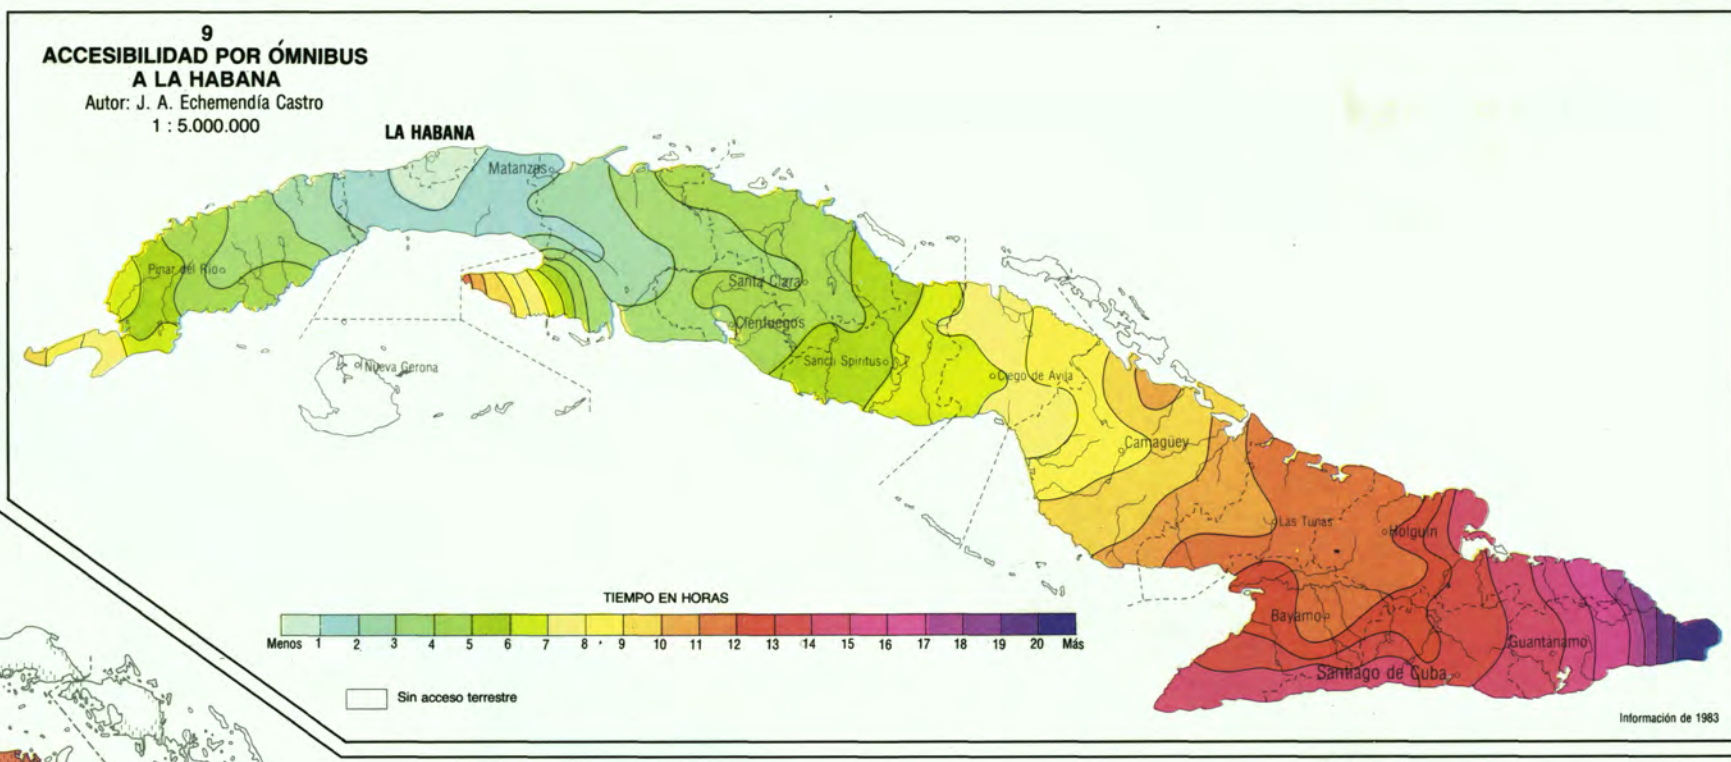 9
ACCESIBILIDAD POR ÓMNIBUS
A LA HABANA
Autor: J. A. Echemendía Castro
1 : 5.000.000
LA HABANA
Matanzas
Pinar del Río
Santa Clara
Cienfuegos
Sancti Spíritus
Nueva Gerona
Ciego de Avila
Camagüey
Las Tunas
Holguín
Bayamo
Guantánamo
Santiago de Cuba
TIEMPO EN HORAS
Menos 1 2 3 4 5 6 7 8 9 10 11 12 13 14 15 16 17 18 19 20 Más
Sin acceso terrestre
Información de 1983